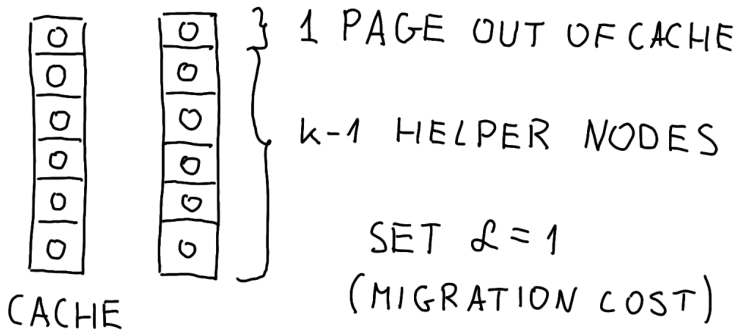 1 PAGE OUT OF CACHE
k-1 HELPER NODES
SET α = 1
(MIGRATION COST)
CACHE